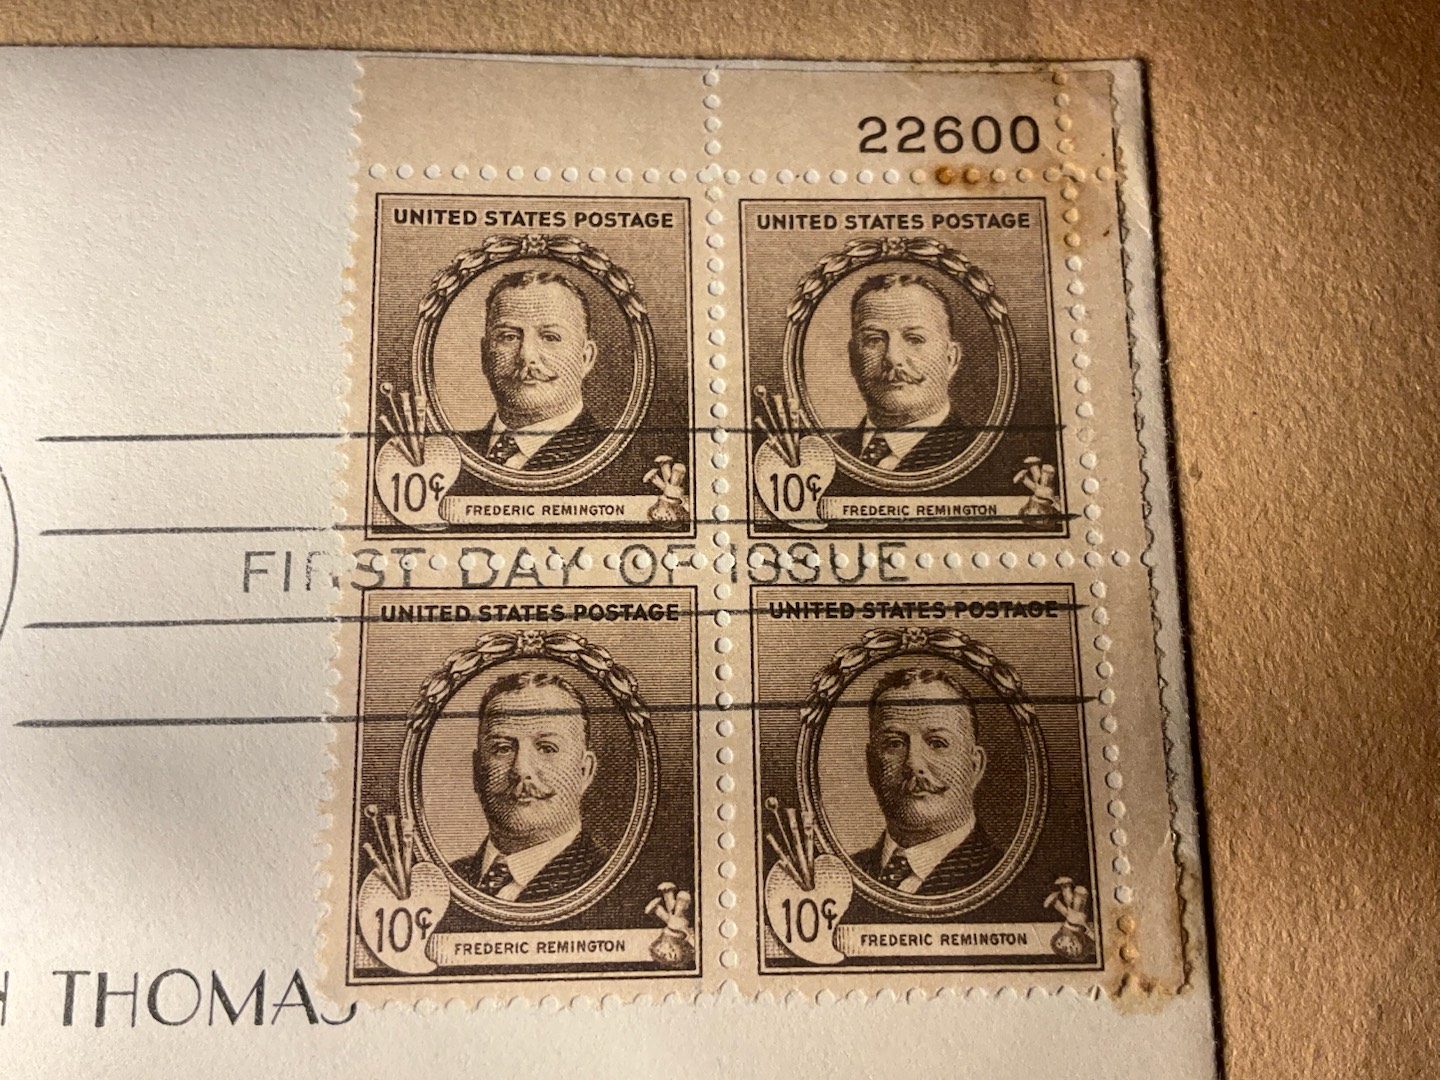 22600
UNITED STATES POSTAGE
UNITED STATES POSTAGE
10¢
FREDERIC REMINGTON
10¢
FREDERIC REMINGTON
FIRST DAY OF ISSUE
UNITED STATES POSTAGE
UNITED STATES POSTAGE
10¢
FREDERIC REMINGTON
10¢
FREDERIC REMINGTON
THOMAS